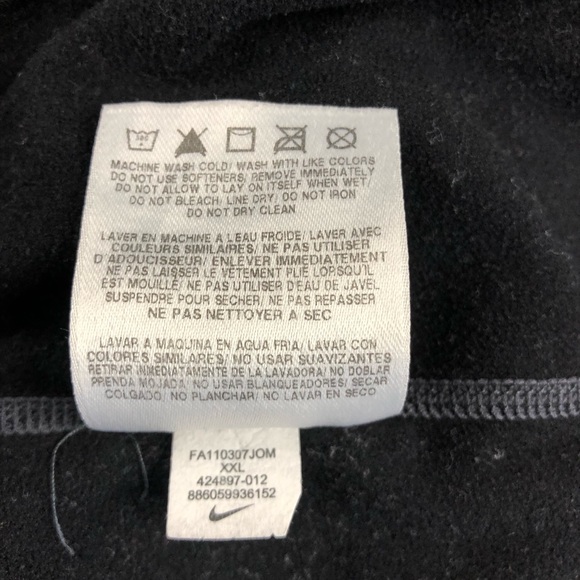 MACHINE WASH COLD/ WASH WITH LIKE COLORS
DO NOT USE SOFTENERS/ REMOVE IMMEDIATELY
DO NOT ALLOW TO LAY ON ITSELF WHEN WET/
DO NOT BLEACH/ LINE DRY/ DO NOT IRON
DO NOT DRY CLEAN
LAVER EN MACHINE A L'EAU FROIDE/ LAVER AVEC
COULEURS SIMILAIRES/ NE PAS UTILISER
D'ADOUCISSEUR/ ENLEVER IMMEDIATEMENT
NE PAS LAISSER LE VETEMENT PLIE LORSQU'IL
EST MOUILLE/ NE PAS UTILISER D'EAU DE JAVEL
SUSPENDRE POUR SECHER/ NE PAS REPASSER
NE PAS NETTOYER A SEC
LAVAR A MAQUINA EN AGUA FRIA/ LAVAR CON
COLORES SIMILARES/ NO USAR SUAVIZANTES
RETIRAR IMMEDIATAMENTE DE LA LAVADORA/ NO DOBLAR
PRENDA MOJADA/ NO USAR BLANQUEADORES/ SECAR
COLGADO/ NO PLANCHAR/ NO LAVAR EN SECO
FA110307JOM
XXL
424897-012
886059936152